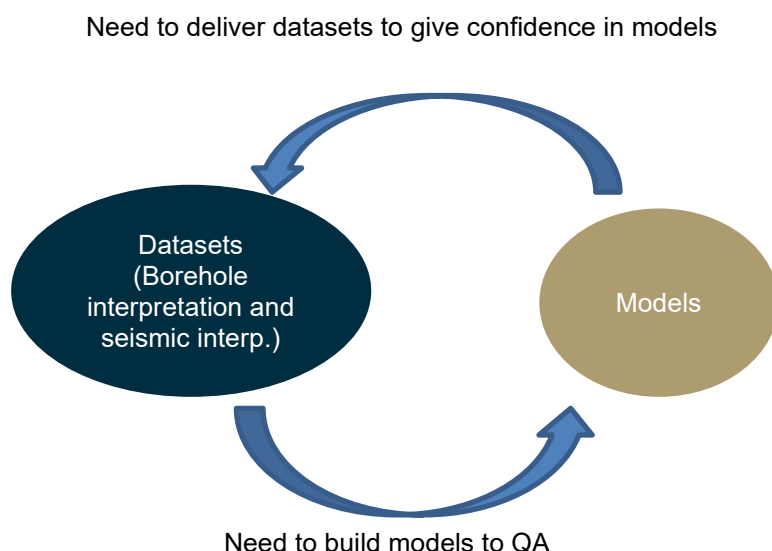 Need to deliver datasets to give confidence in models
Datasets
(Borehole
interpretation and
seismic interp.)
Models
Need to build models to QA